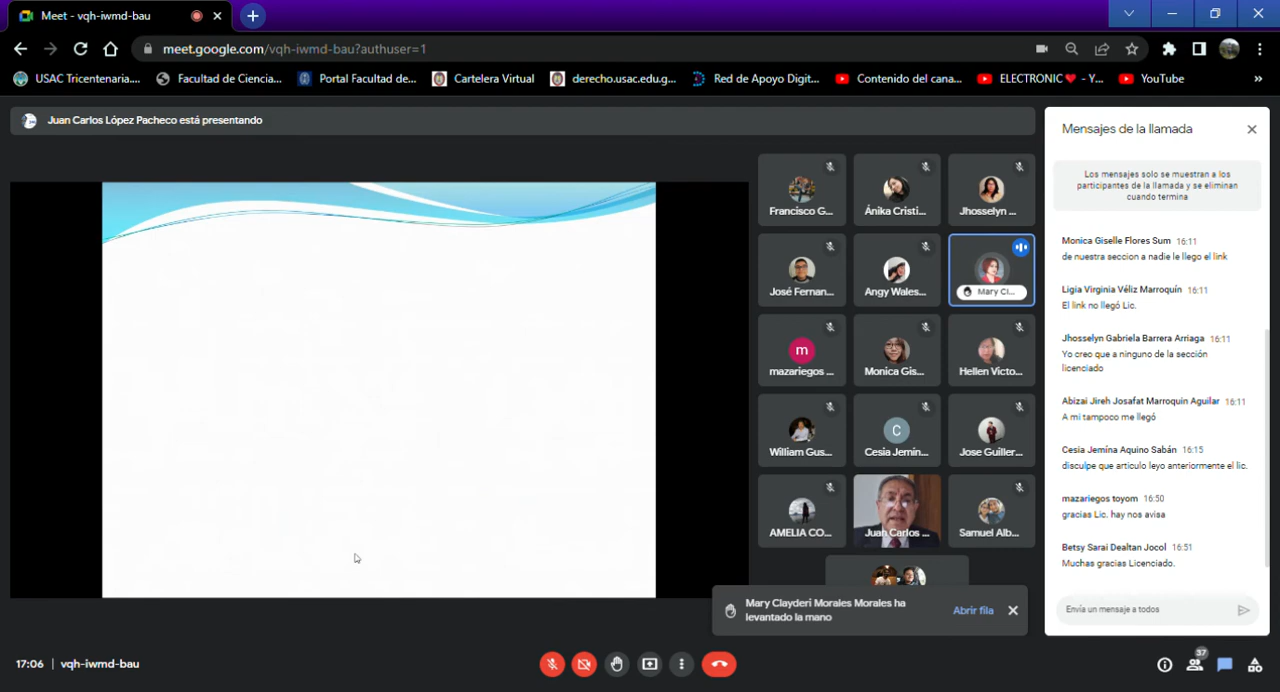 Meet - vqh-iwmd-bau
meet.google.com/vqh-iwmd-bau?authuser=1
USAC Tricentenaria...
Facultad de Ciencia...
Portal Facultad de...
Cartelera Virtual
derecho.usac.edu.g...
Red de Apoyo Digit...
Contenido del cana...
ELECTRONIC❤ - Y...
YouTube
»
Juan Carlos López Pacheco está presentando
Francisco G...
Ánika Cristi...
Jhosselyn ...
José Fernan...
Angy Wales...
Mary Cl...
m
mazariegos ...
Monica Gis...
Hellen Victo...
William Gus...
C
Cesia Jemin...
Jose Guiller...
AMELIA CO...
Juan Carlos ...
Samuel Alb...
Mary Clayderi Morales Morales ha
levantado la mano
Abrir fila
Mensajes de la llamada
Los mensajes solo se muestran a los
participantes de la llamada y se eliminan
cuando termina
Monica Giselle Flores Sum 16:11
de nuestra seccion a nadie le llego el link
Ligia Virginia Véliz Marroquín 16:11
El link no llegó Lic.
Jhosselyn Gabriela Barrera Arriaga 16:11
Yo creo que a ninguno de la sección
licenciado
Abizai Jireh Josafat Marroquin Aguilar 16:11
A mi tampoco me llegó
Cesia Jemína Aquino Sabán 16:15
disculpe que articulo leyo anteriormente el lic.
mazariegos toyom 16:50
gracias Lic. hay nos avisa
Betsy Sarai Dealtan Jocol 16:51
Muchas gracias Licenciado.
Envía un mensaje a todos
17:06 | vqh-iwmd-bau
37